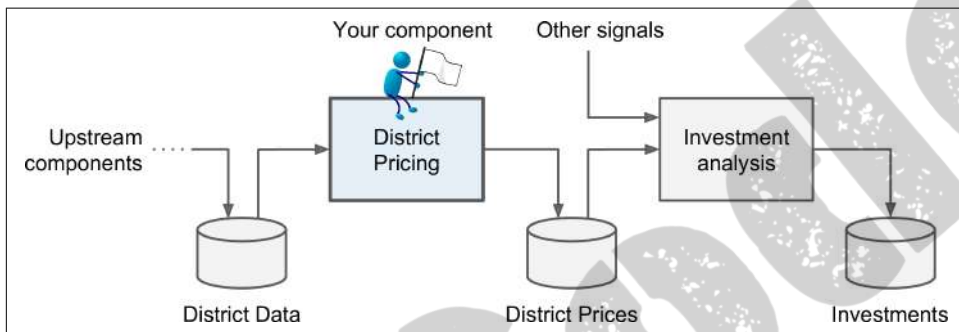 Your component
Other signals
Upstream
components
District
Pricing
Investment
analysis
District Data
District Prices
Investments